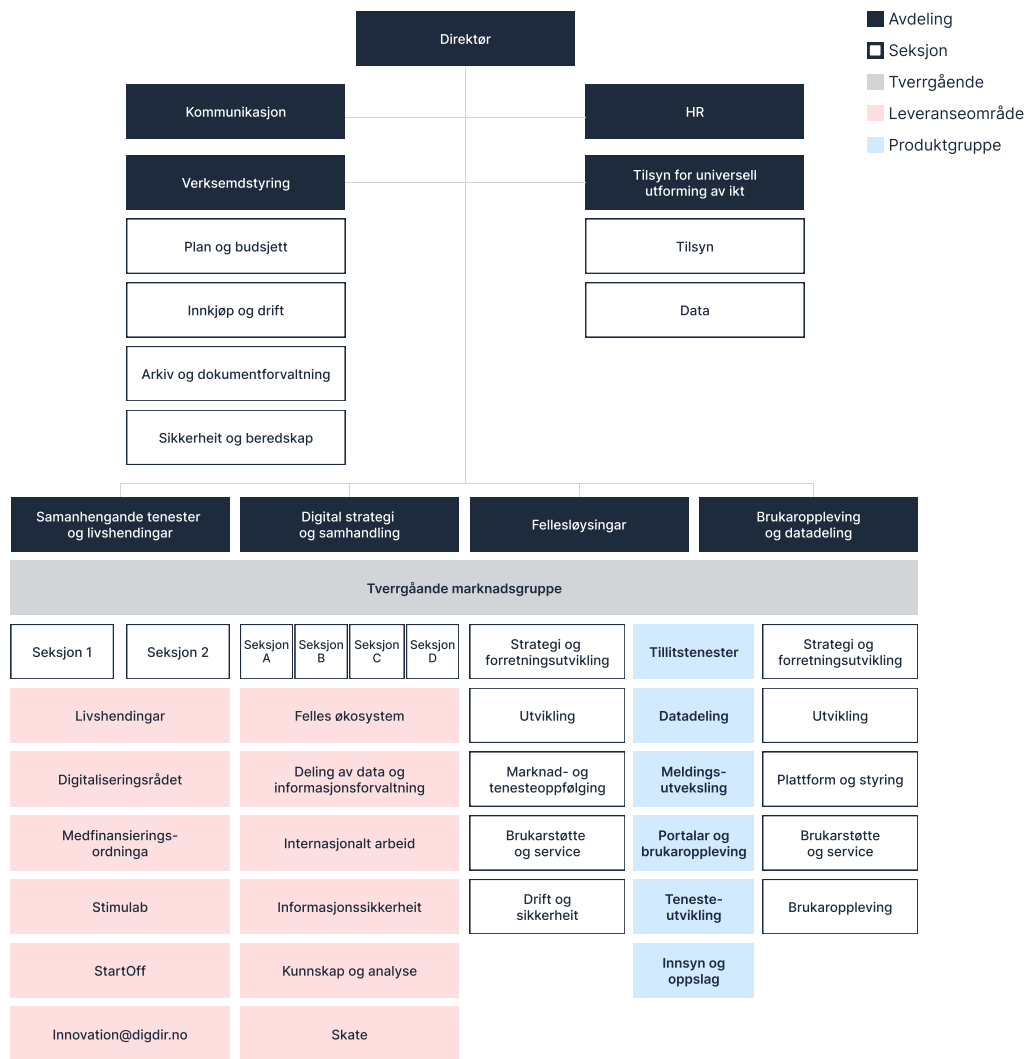 Direktør
Avdeling
Seksjon
Tverrgående
Leveranseområde
Produktgruppe
Kommunikasjon
HR
Verksemdstyring
Tilsyn for universell
utforming av ikt
Plan og budsjett
Tilsyn
Innkjøp og drift
Data
Arkiv og dokumentforvaltning
Sikkerheit og beredskap
Samanhengande tenester
og livshendingar
Digital strategi
og samhandling
Fellesløysingar
Brukaroppleving
og datadeling
Tverrgåande marknadsgruppe
Seksjon 1
Seksjon 2
Seksjon
A
Seksjon
B
Seksjon
C
Seksjon
D
Strategi og
forretningsutvikling
Tillitstenester
Strategi og
forretningsutvikling
Livshendingar
Felles økosystem
Utvikling
Datadeling
Utvikling
Digitaliseringsrådet
Deling av data og
informasjonsforvaltning
Marknad- og
tenesteoppfølging
Meldings-
utveksling
Plattform og styring
Medfinansierings-
ordninga
Internasjonalt arbeid
Brukarstøtte
og service
Portalar og
brukaroppleving
Brukarstøtte
og service
Stimulab
Informasjonssikkerheit
Drift og
sikkerheit
Teneste-
utvikling
Brukaroppleving
StartOff
Kunnskap og analyse
Innsyn og
oppslag
Innovation@digdir.no
Skate